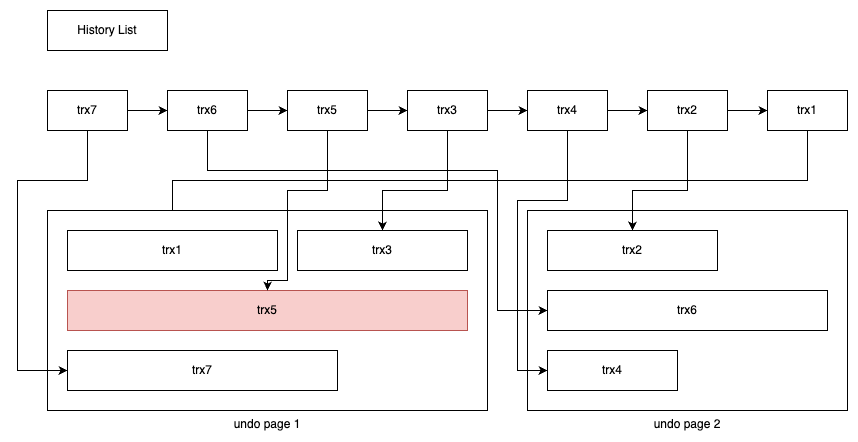 History List
trx7
trx6
trx5
trx3
trx4
trx2
trx1
trx1
trx3
trx5
trx7
undo page 1
trx2
trx6
trx4
undo page 2